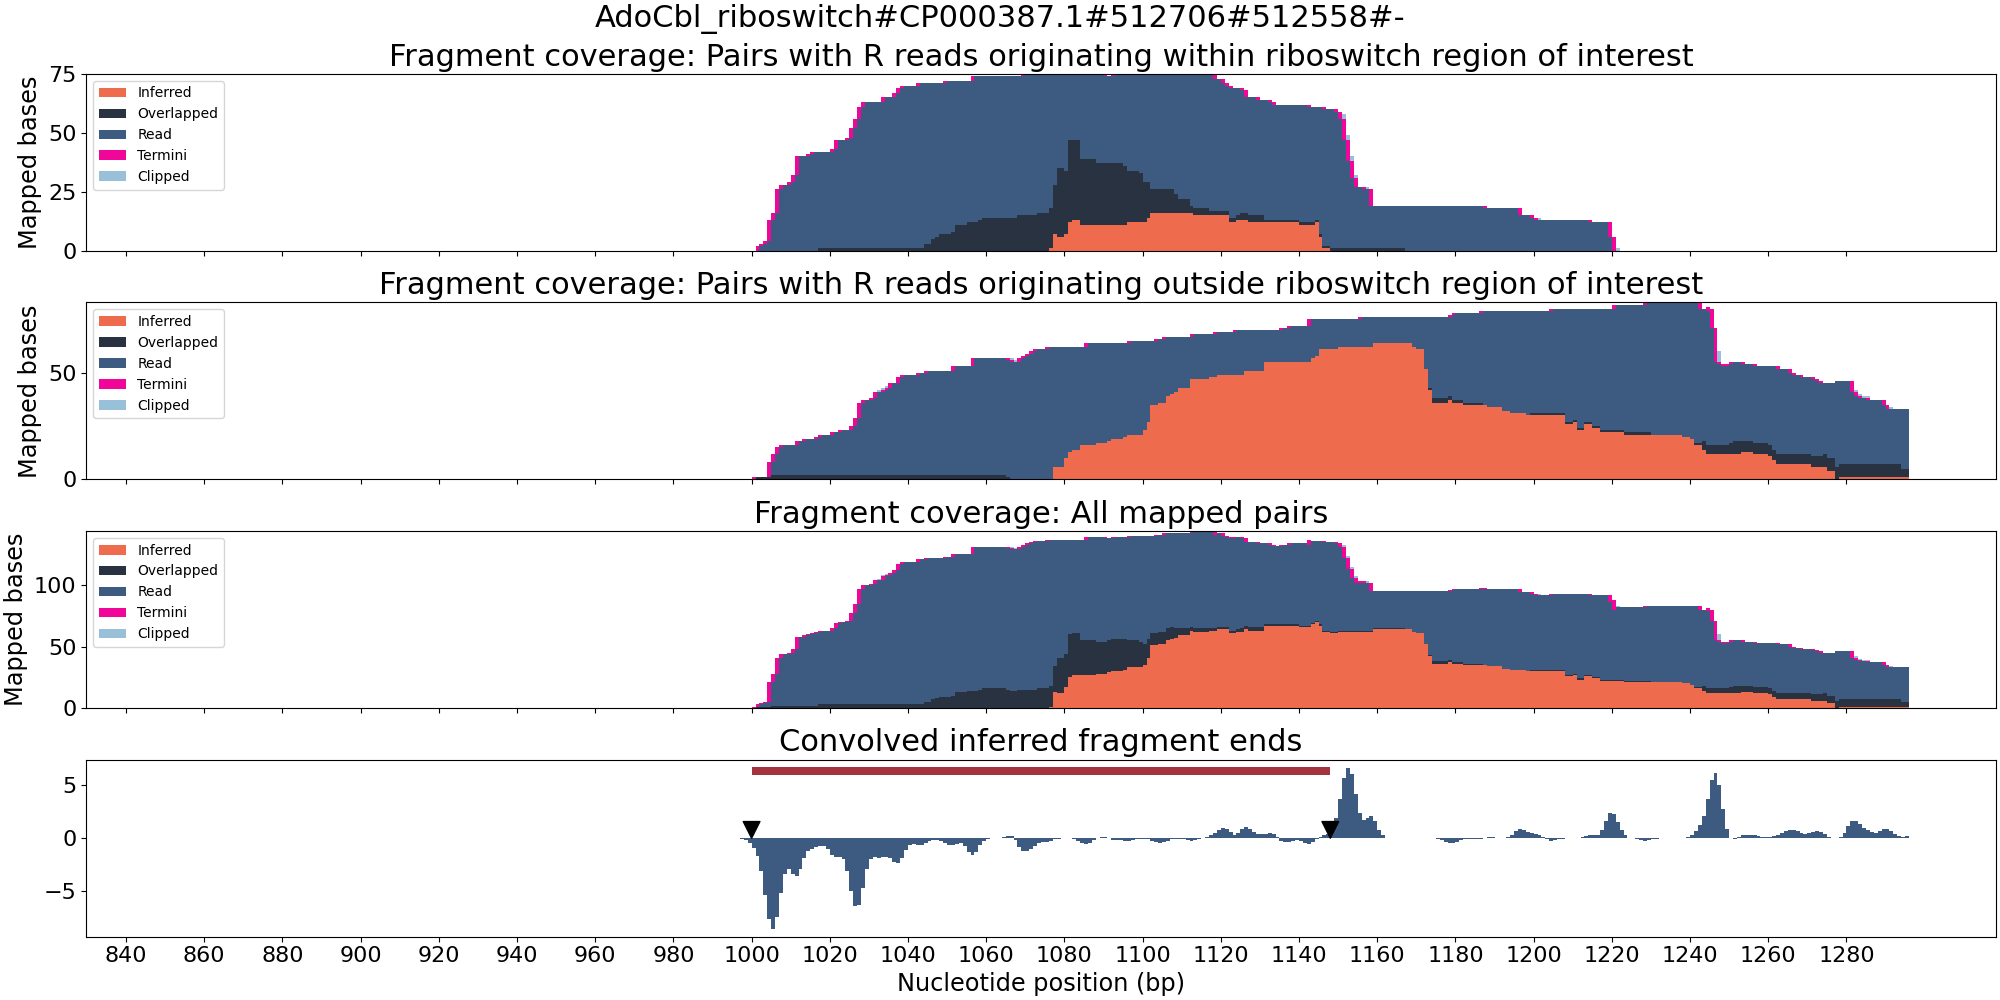 AdoCbl_riboswitch#CP000387.1#512706#512558#-
Fragment coverage: Pairs with R reads originating within riboswitch region of interest
Mapped bases
75
50
25
0
Inferred
Overlapped
Read
Termini
Clipped
Fragment coverage: Pairs with R reads originating outside riboswitch region of interest
Mapped bases
50
0
Inferred
Overlapped
Read
Termini
Clipped
Fragment coverage: All mapped pairs
Mapped bases
100
50
0
Inferred
Overlapped
Read
Termini
Clipped
Convolved inferred fragment ends
5
0
−5
840 860 880 900 920 940 960 980 1000 1020 1040 1060 1080 1100 1120 1140 1160 1180 1200 1220 1240 1260 1280
Nucleotide position (bp)